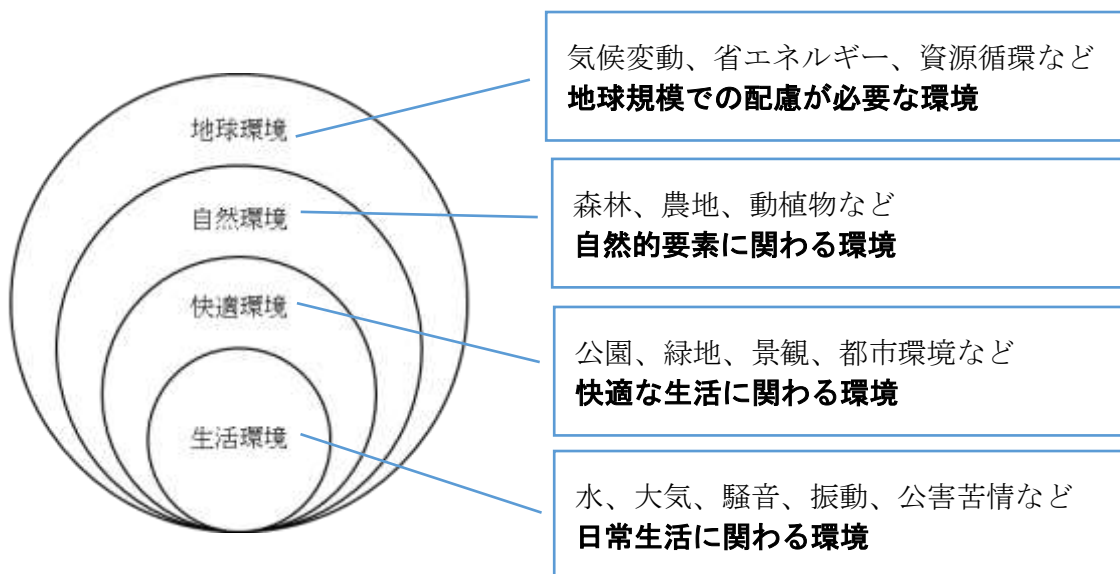 地球環境
気候変動、省エネルギー、資源循環など
地球規模での配慮が必要な環境
自然環境
森林、農地、動植物など
自然的要素に関わる環境
快適環境
公園、緑地、景観、都市環境など
快適な生活に関わる環境
生活環境
水、大気、騒音、振動、公害苦情など
日常生活に関わる環境